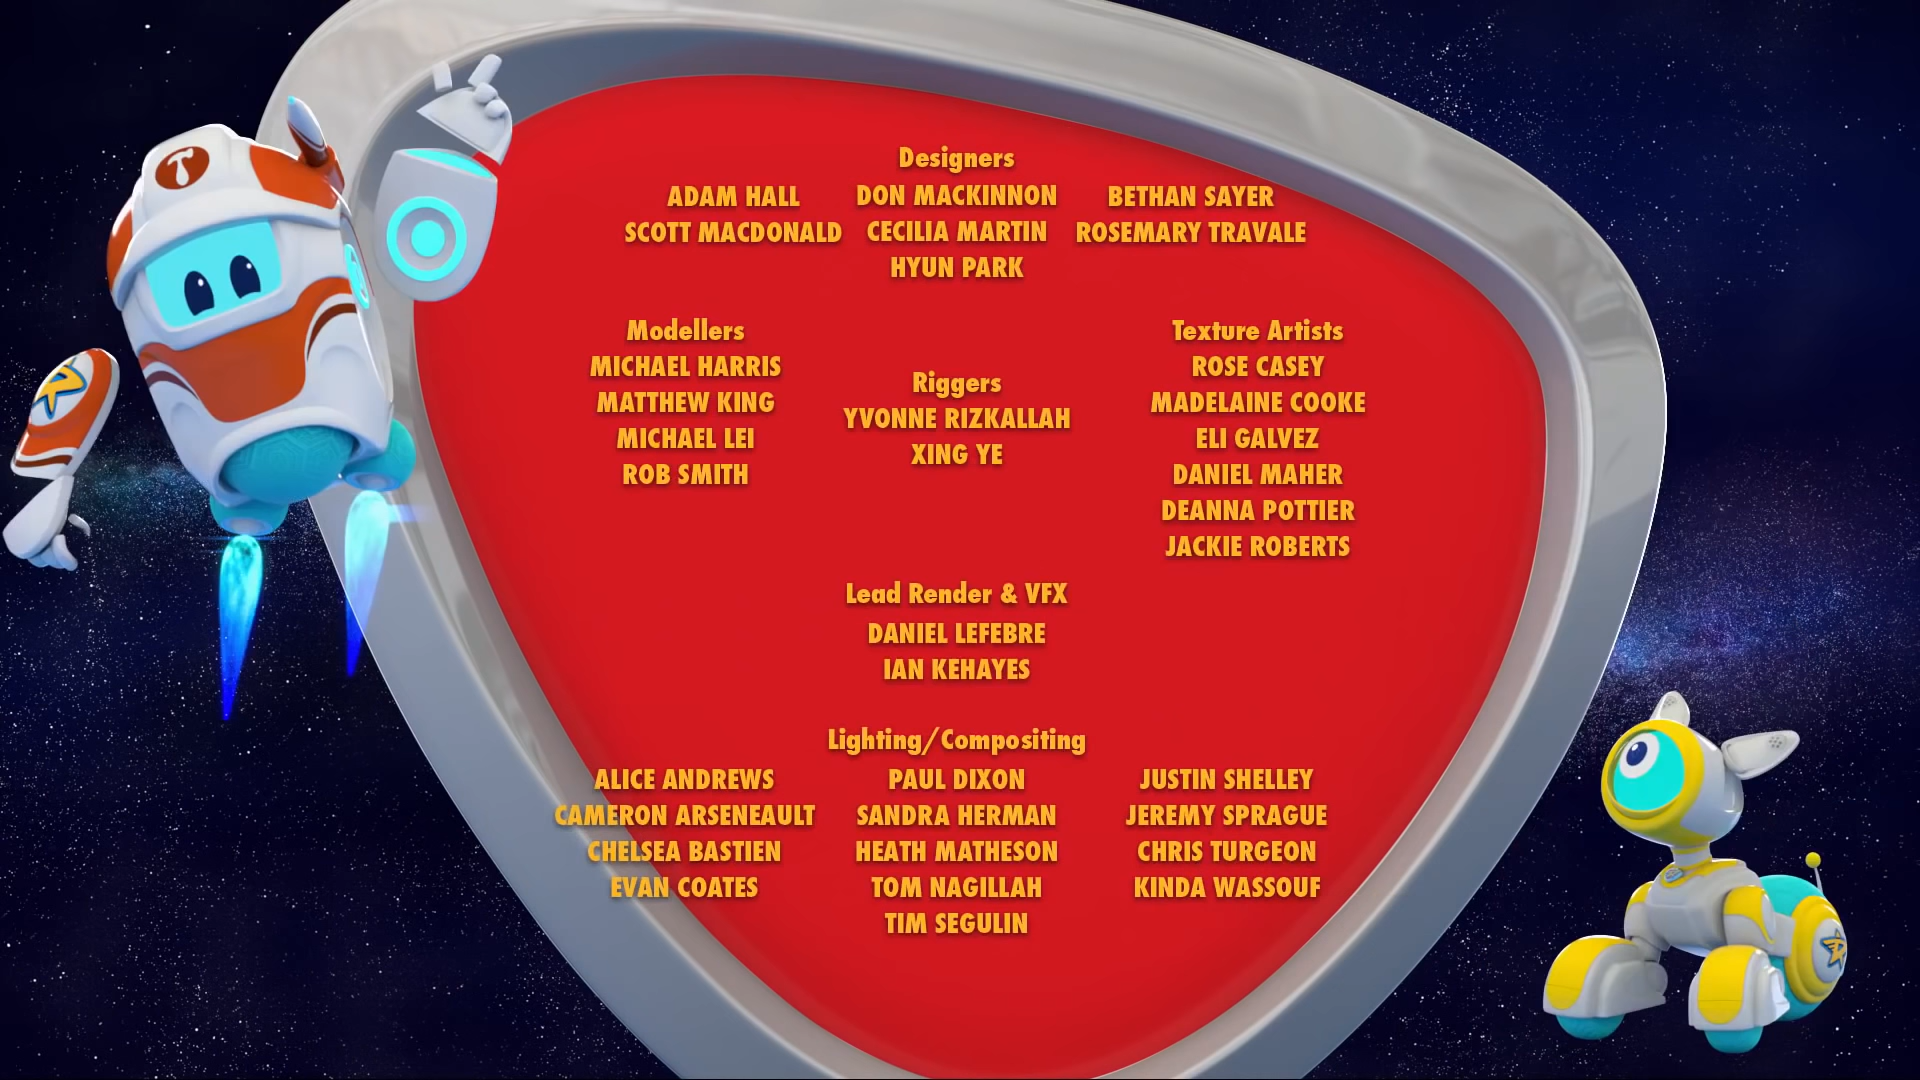 Designers
ADAM HALL
SCOTT MACDONALD
DON MACKINNON
CECILIA MARTIN
HYUN PARK
BETHAN SAYER
ROSEMARY TRAVALE
Modellers
MICHAEL HARRIS
MATTHEW KING
MICHAEL LEI
ROB SMITH
Riggers
YVONNE RIZKALLAH
XING YE
Texture Artists
ROSE CASEY
MADELAINE COOKE
ELI GALVEZ
DANIEL MAHER
DEANNA POTTIER
JACKIE ROBERTS
Lead Render & VFX
DANIEL LEFEBRE
IAN KEHAYES
Lighting/Compositing
ALICE ANDREWS
CAMERON ARSENEAULT
CHELSEA BASTIEN
EVAN COATES
PAUL DIXON
SANDRA HERMAN
HEATH MATHESON
TOM NAGILLAH
TIM SEGULIN
JUSTIN SHELLEY
JEREMY SPRAGUE
CHRIS TURGEON
KINDA WASSOUF